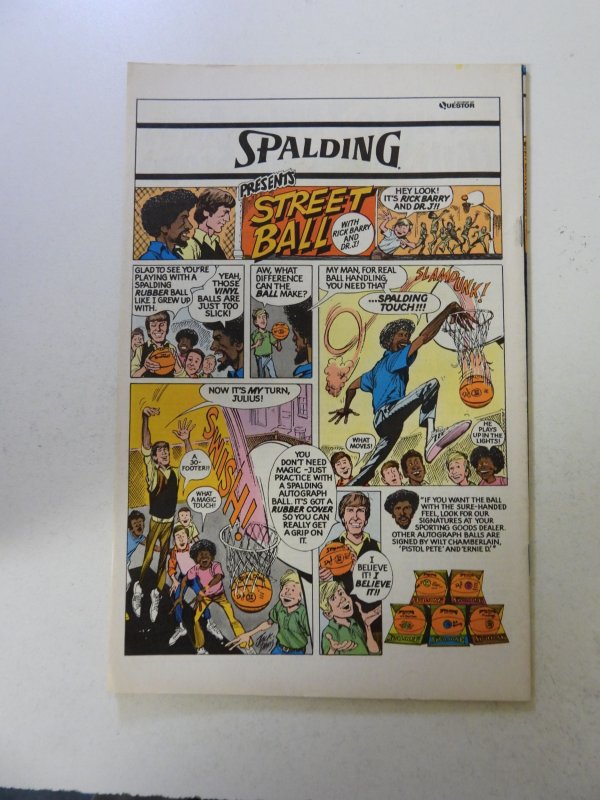 QUESTOR
SPALDING
PRESENTS
STREET
BALL
WITH
RICK BARRY
AND
DR. J!
HEY LOOK!
IT'S RICK BARRY
AND DR. J!!
GLAD TO SEE YOU'RE
PLAYING WITH A
SPALDING
RUBBER BALL
LIKE I GREW UP
WITH.
YEAH,
THOSE
VINYL
BALLS ARE
JUST TOO
SLICK!
AW, WHAT
DIFFERENCE
CAN THE
BALL MAKE?
MY MAN, FOR REAL
BALL HANDLING,
YOU NEED THAT
...SPALDING
TOUCH!!!
SLAMDUNK!
WHAT
MOVES!
HE
PLAYS
UP IN THE
LIGHTS!
NOW IT'S MY TURN,
JULIUS!
A
30-
FOOTER!!
WHAT
A MAGIC
TOUCH!
SWISH!
YOU
DON'T NEED
MAGIC -JUST
PRACTICE WITH
A SPALDING
AUTOGRAPH
BALL. IT'S GOT A
RUBBER COVER
SO YOU CAN
REALLY GET
A GRIP ON
IT.
I
BELIEVE
IT! I
BELIEVE
IT!!
"IF YOU WANT THE BALL
WITH THE SURE-HANDED
FEEL, LOOK FOR OUR
SIGNATURES AT YOUR
SPORTING GOODS DEALER.
OTHER AUTOGRAPH BALLS ARE
SIGNED BY WILT CHAMBERLAIN,
'PISTOL PETE' AND 'ERNIE D.'"